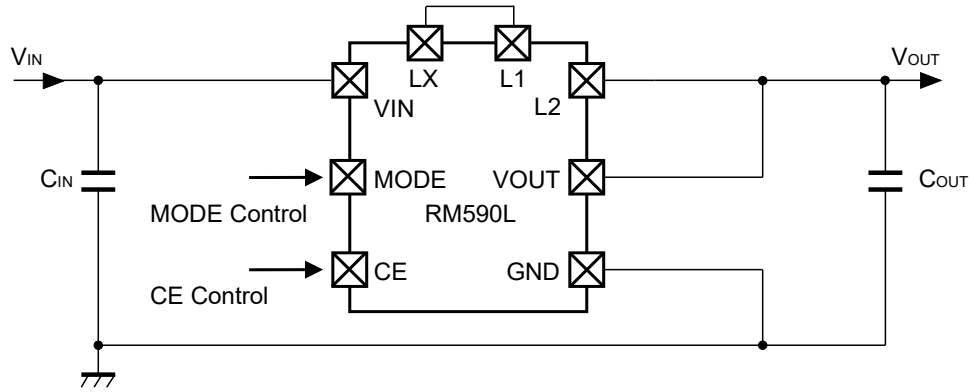 VIN
VOUT
LX
L1
VIN
L2
CIN
MODE
VOUT
COUT
MODE Control
RM590L
CE
GND
CE Control